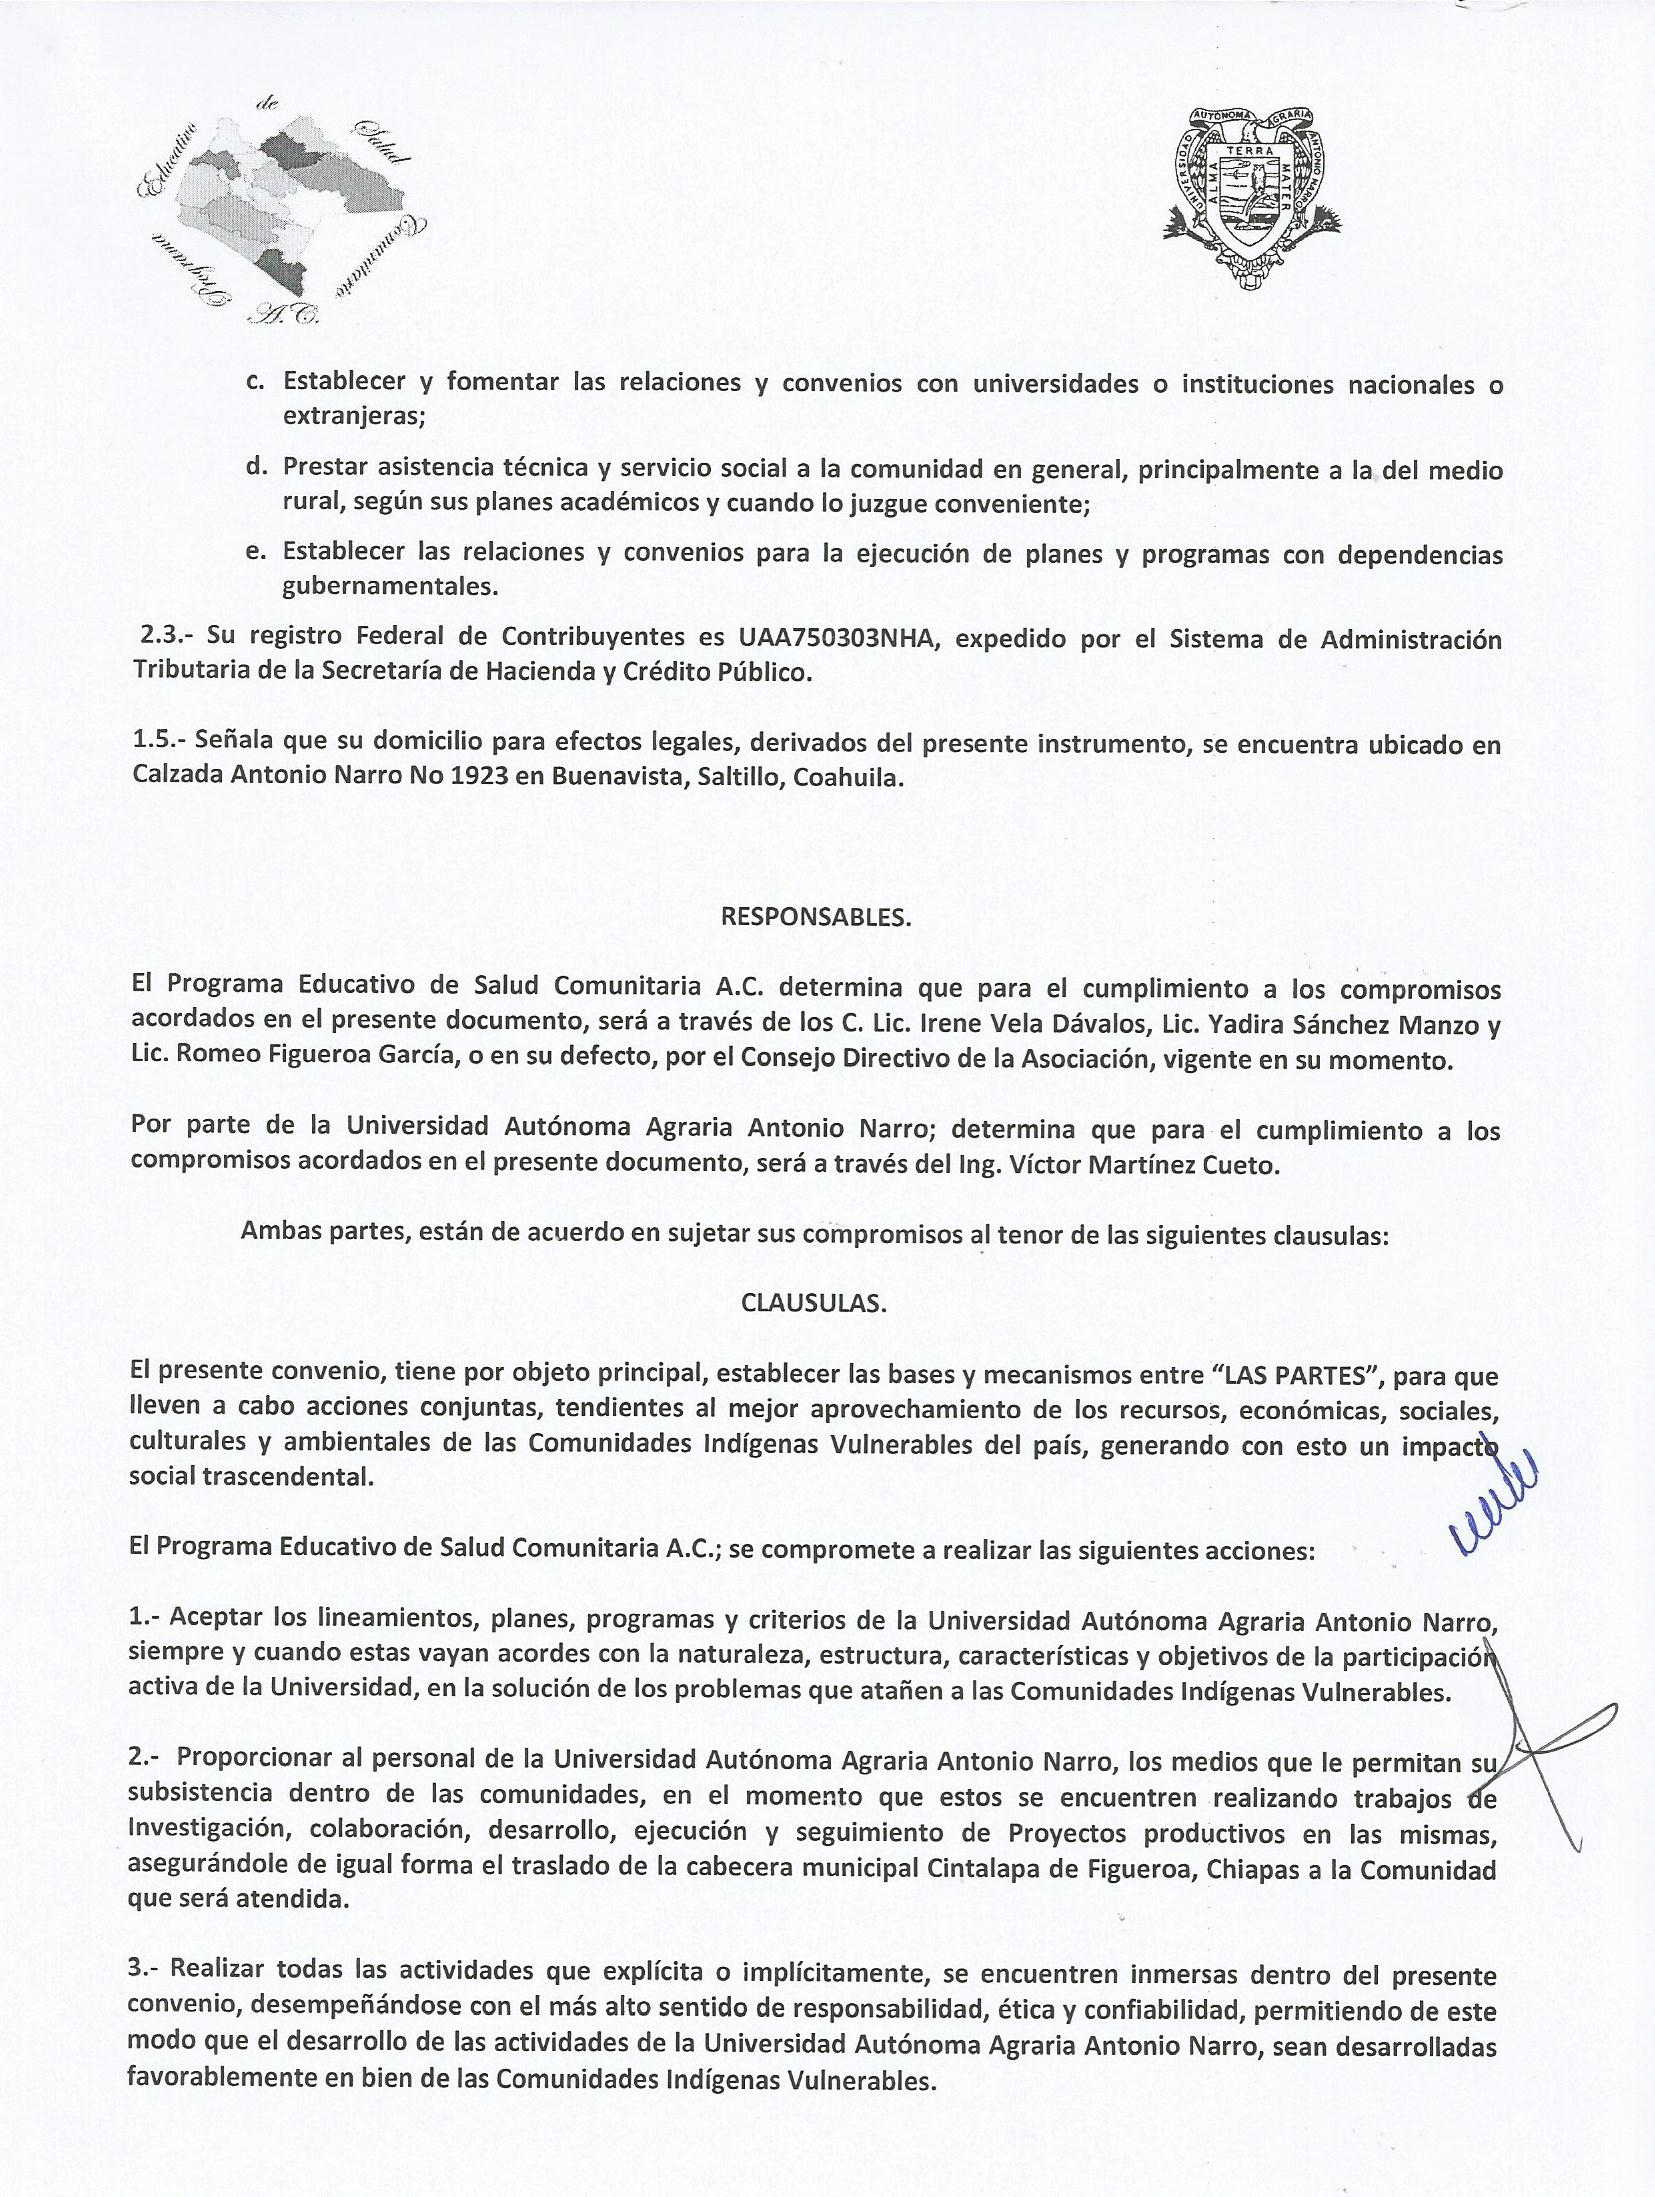 de
Educativo
Salud
Programa
Comunitario
A.C.
UNIVERSIDAD AUTONOMA AGRARIA ANTONIO NARRO
ALMA TERRA MATER
c. Establecer y fomentar las relaciones y convenios con universidades o instituciones nacionales o
extranjeras;
d. Prestar asistencia técnica y servicio social a la comunidad en general, principalmente a la del medio
rural, según sus planes académicos y cuando lo juzgue conveniente;
e. Establecer las relaciones y convenios para la ejecución de planes y programas con dependencias
gubernamentales.
2.3.- Su registro Federal de Contribuyentes es UAA750303NHA, expedido por el Sistema de Administración
Tributaria de la Secretaría de Hacienda y Crédito Público.
1.5.- Señala que su domicilio para efectos legales, derivados del presente instrumento, se encuentra ubicado en
Calzada Antonio Narro No 1923 en Buenavista, Saltillo, Coahuila.
RESPONSABLES.
El Programa Educativo de Salud Comunitaria A.C. determina que para el cumplimiento a los compromisos
acordados en el presente documento, será a través de los C. Lic. Irene Vela Dávalos, Lic. Yadira Sánchez Manzo y
Lic. Romeo Figueroa García, o en su defecto, por el Consejo Directivo de la Asociación, vigente en su momento.
Por parte de la Universidad Autónoma Agraria Antonio Narro; determina que para el cumplimiento a los
compromisos acordados en el presente documento, será a través del Ing. Víctor Martínez Cueto.
Ambas partes, están de acuerdo en sujetar sus compromisos al tenor de las siguientes clausulas:
CLAUSULAS.
El presente convenio, tiene por objeto principal, establecer las bases y mecanismos entre “LAS PARTES”, para que
lleven a cabo acciones conjuntas, tendientes al mejor aprovechamiento de los recursos, económicas, sociales,
culturales y ambientales de las Comunidades Indígenas Vulnerables del país, generando con esto un impacto
social trascendental.
El Programa Educativo de Salud Comunitaria A.C.; se compromete a realizar las siguientes acciones:
1.- Aceptar los lineamientos, planes, programas y criterios de la Universidad Autónoma Agraria Antonio Narro,
siempre y cuando estas vayan acordes con la naturaleza, estructura, características y objetivos de la participación
activa de la Universidad, en la solución de los problemas que atañen a las Comunidades Indígenas Vulnerables.
2.- Proporcionar al personal de la Universidad Autónoma Agraria Antonio Narro, los medios que le permitan su
subsistencia dentro de las comunidades, en el momento que estos se encuentren realizando trabajos de
Investigación, colaboración, desarrollo, ejecución y seguimiento de Proyectos productivos en las mismas,
asegurándole de igual forma el traslado de la cabecera municipal Cintalapa de Figueroa, Chiapas a la Comunidad
que será atendida.
3.- Realizar todas las actividades que explícita o implícitamente, se encuentren inmersas dentro del presente
convenio, desempeñándose con el más alto sentido de responsabilidad, ética y confiabilidad, permitiendo de este
modo que el desarrollo de las actividades de la Universidad Autónoma Agraria Antonio Narro, sean desarrolladas
favorablemente en bien de las Comunidades Indígenas Vulnerables.